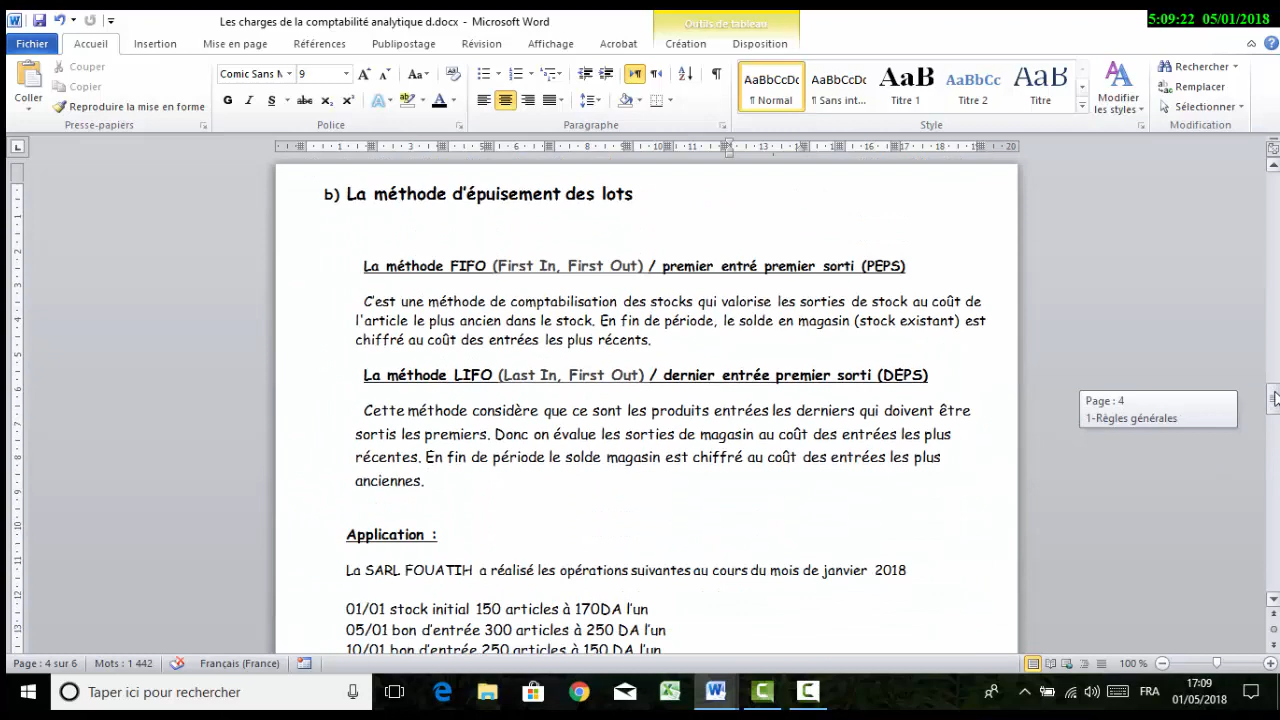 Les charges de la comptabilité analytique d.docx - Microsoft Word
Outils de tableau
5:09:22 05/01/2018
Fichier Accueil Insertion Mise en page Références Publipostage Révision Affichage Acrobat Création Disposition
Coller
Couper
Copier
Reproduire la mise en forme
Presse-papiers
Comic Sans M 9
Police
Paragraphe
AaBbCcDc AaBbCcDc AaB AaBbCc AaB
¶ Normal ¶ Sans int... Titre 1 Titre 2 Titre
Style
Modifier les styles
Rechercher
Remplacer
Sélectionner
Modification
b) La méthode d'épuisement des lots
La méthode FIFO (First In, First Out) / premier entré premier sorti (PEPS)
C'est une méthode de comptabilisation des stocks qui valorise les sorties de stock au coût de
l'article le plus ancien dans le stock. En fin de période, le solde en magasin (stock existant) est
chiffré au coût des entrées les plus récents.
La méthode LIFO (Last In, First Out) / dernier entrée premier sorti (DEPS)
Cette méthode considère que ce sont les produits entrées les derniers qui doivent être
sortis les premiers. Donc on évalue les sorties de magasin au coût des entrées les plus
récentes. En fin de période le solde magasin est chiffré au coût des entrées les plus
anciennes.
Page : 4
1-Règles générales
Application :
La SARL FOUATIH a réalisé les opérations suivantes au cours du mois de janvier 2018
01/01 stock initial 150 articles à 170DA l'un
05/01 bon d'entrée 300 articles à 250 DA l'un
10/01 bon d'entrée 250 articles à 150 DA l'un
Page : 4 sur 6 Mots : 1 442 Français (France) 100 %
Taper ici pour rechercher
FRA
17:09
01/05/2018